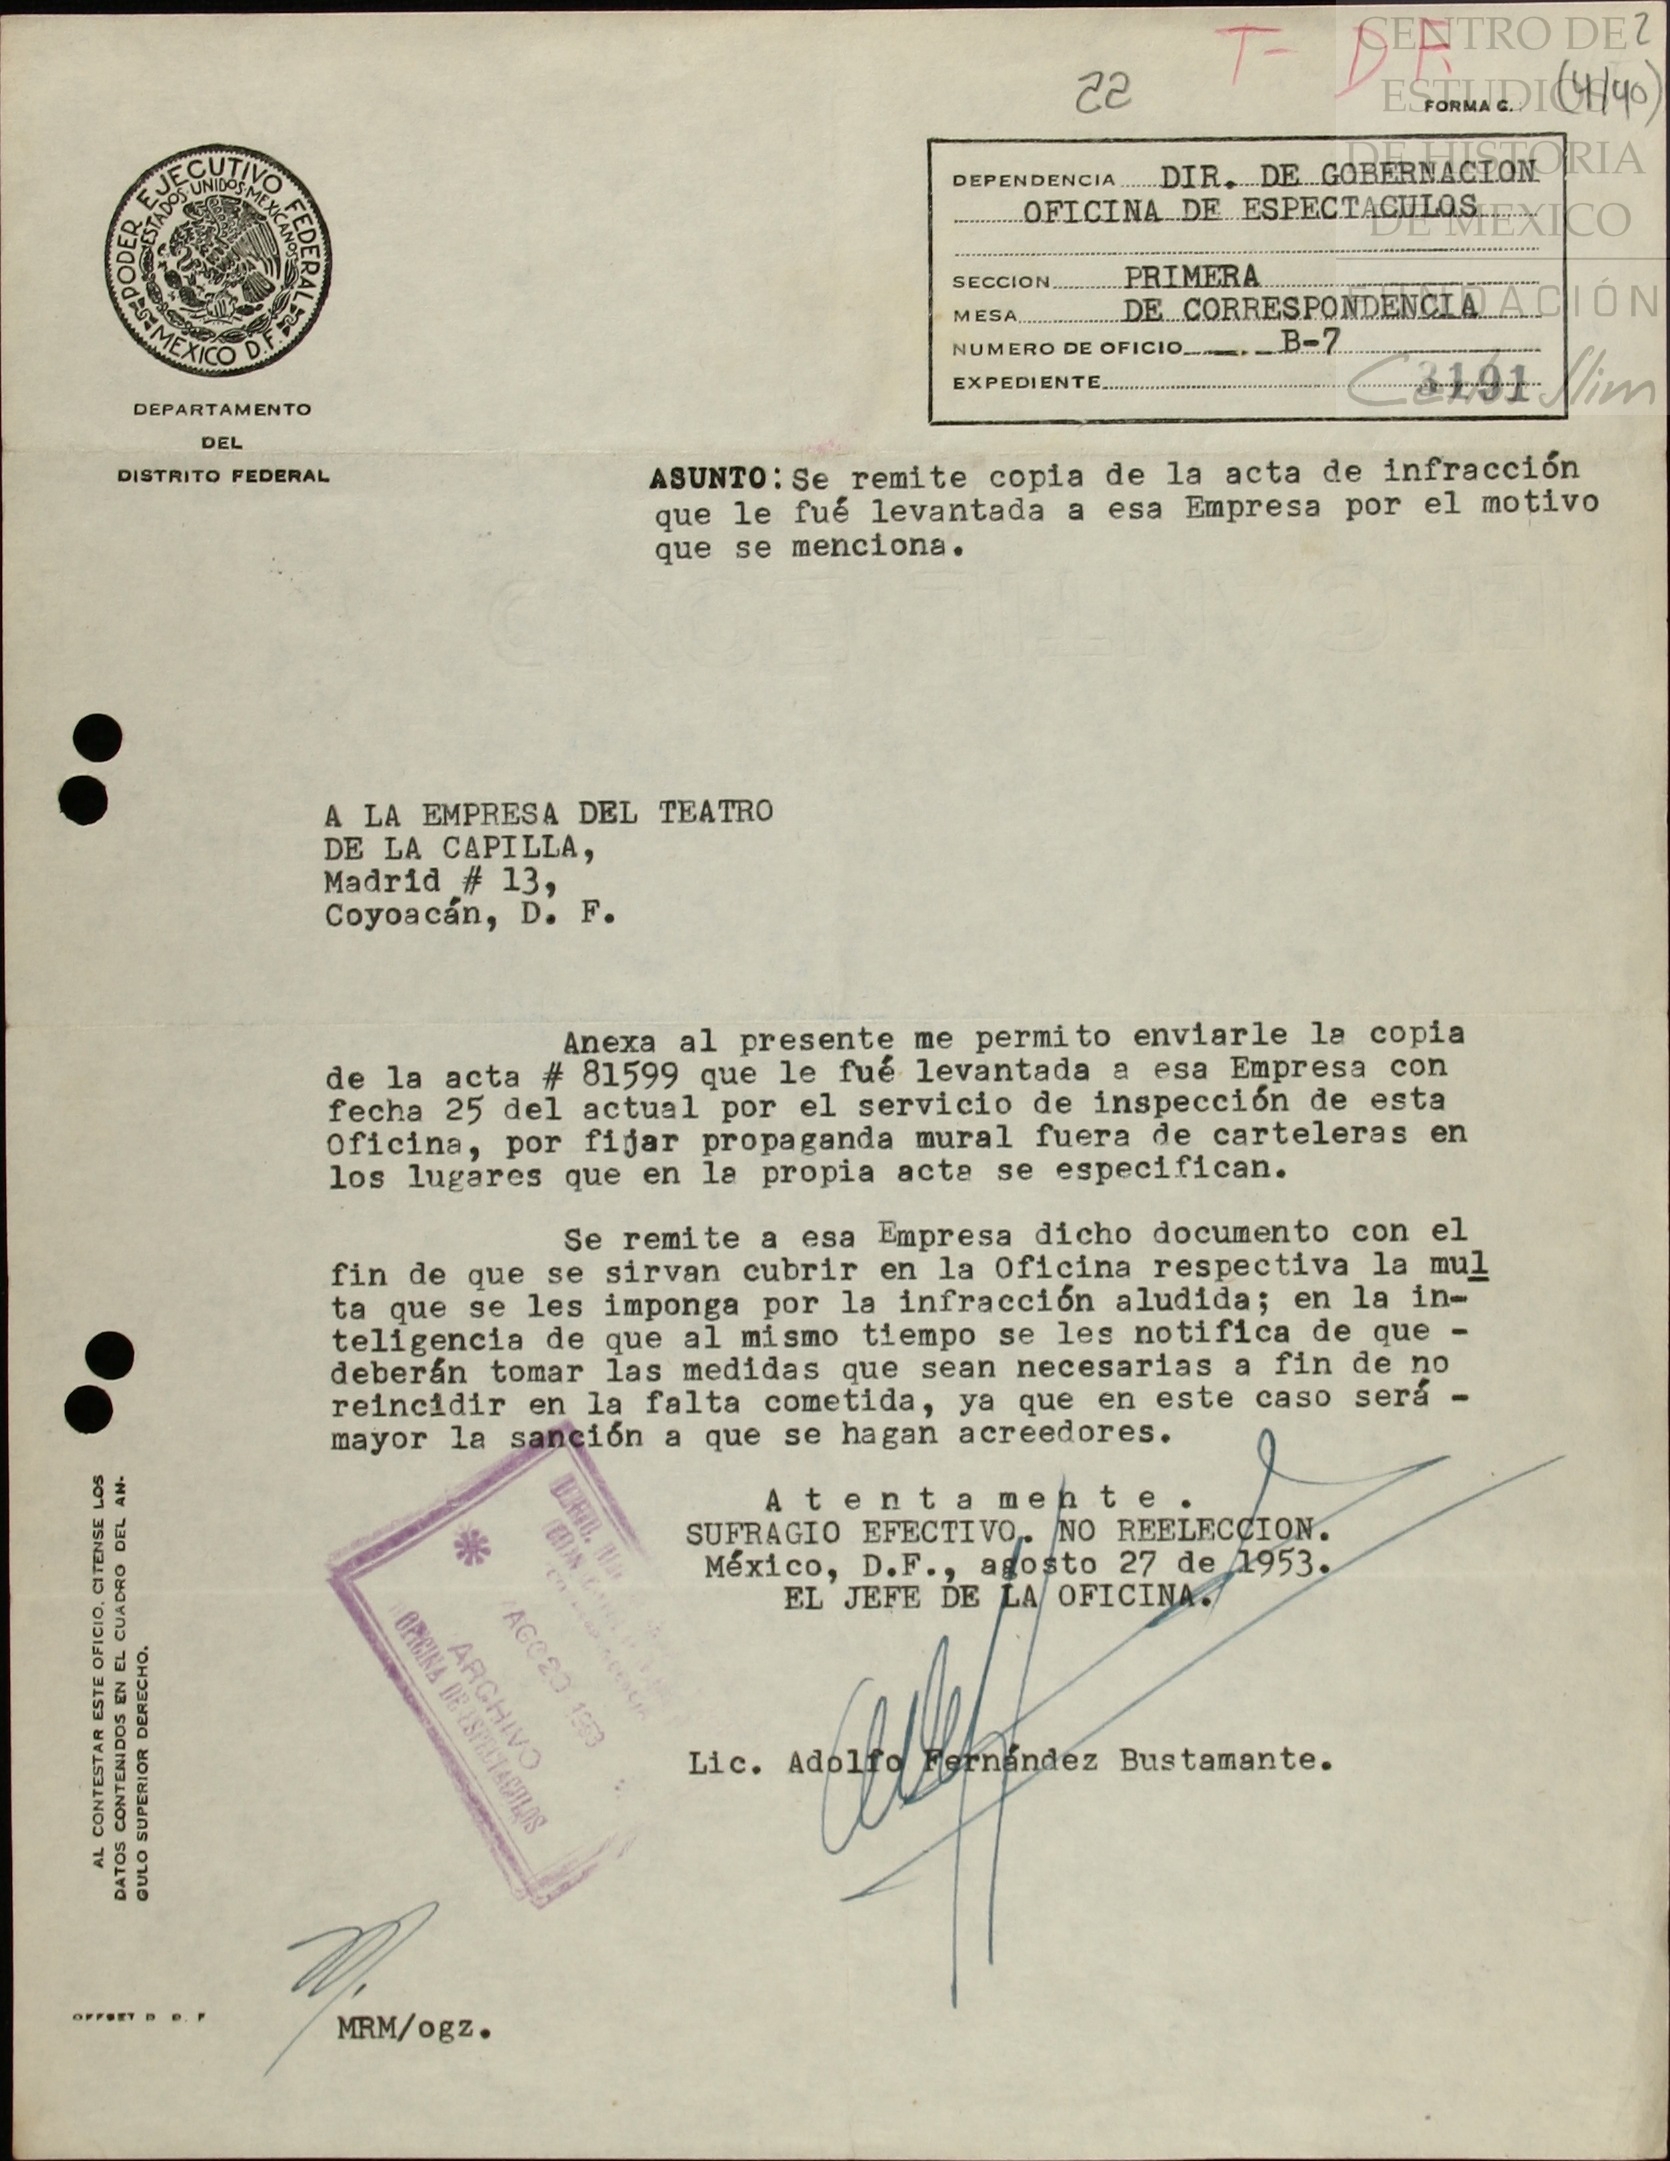 T- D F.
22
2
(4/40)
FORMA C.
CENTRO DE
ESTUDIOS
DE HISTORIA
DE MEXICO
FUNDACIÓN
Carlos Slim
PODER EJECUTIVO FEDERAL
ESTADOS UNIDOS MEXICANOS
MEXICO D.F.
DEPARTAMENTO
DEL
DISTRITO FEDERAL
DEPENDENCIA DIR. DE GOBERNACION
OFICINA DE ESPECTACULOS
SECCION PRIMERA
MESA DE CORRESPONDENCIA
NUMERO DE OFICIO B-7
EXPEDIENTE 3191
ASUNTO: Se remite copia de la acta de infracción
que le fué levantada a esa Empresa por el motivo
que se menciona.
A LA EMPRESA DEL TEATRO
DE LA CAPILLA,
Madrid # 13,
Coyoacán, D. F.
Anexa al presente me permito enviarle la copia
de la acta # 81599 que le fué levantada a esa Empresa con
fecha 25 del actual por el servicio de inspección de esta
Oficina, por fijar propaganda mural fuera de carteleras en
los lugares que en la propia acta se especifican.
Se remite a esa Empresa dicho documento con el
fin de que se sirvan cubrir en la Oficina respectiva la mul
ta que se les imponga por la infracción aludida; en la in-
teligencia de que al mismo tiempo se les notifica de que -
deberán tomar las medidas que sean necesarias a fin de no
reincidir en la falta cometida, ya que en este caso será -
mayor la sanción a que se hagan acreedores.
A t e n t a m e n t e .
SUFRAGIO EFECTIVO. NO REELECCION.
México, D.F., agosto 27 de 1953.
EL JEFE DE LA OFICINA.
Lic. Adolfo Fernández Bustamante.
ARCHIVO
OFICINA DE ESPECTACULOS
AL CONTESTAR ESTE OFICIO, CITENSE LOS
DATOS CONTENIDOS EN EL CUADRO DEL AN-
GULO SUPERIOR DERECHO.
OFFSET D. D. F
MRM/ogz.